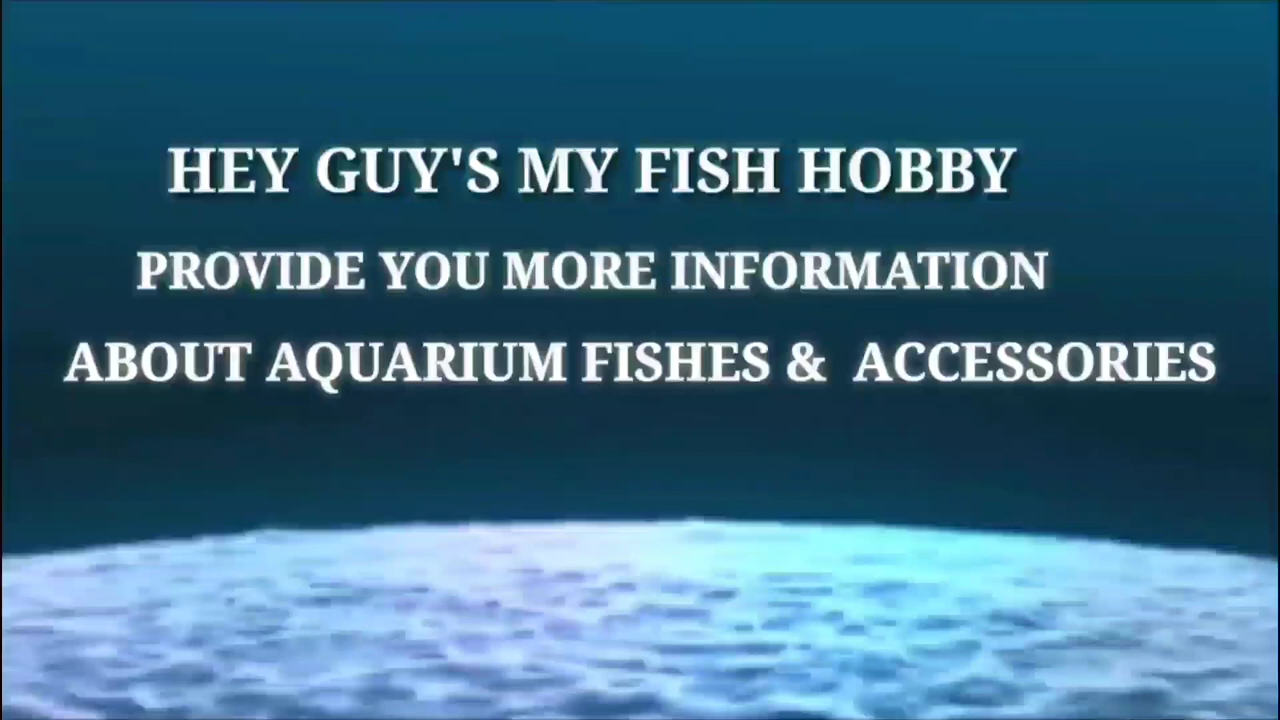 HEY GUY'S MY FISH HOBBY
PROVIDE YOU MORE INFORMATION
ABOUT AQUARIUM FISHES & ACCESSORIES